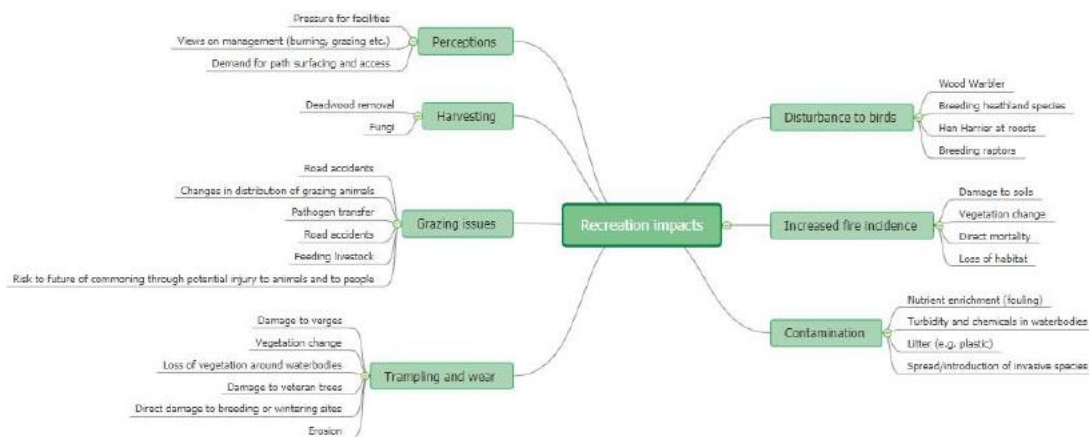 Pressure for facilities
Views on management (burning, grazing etc.)
Demand for path surfacing and access
Perceptions
Deadwood removal
Fungi
Harvesting
Road accidents
Changes in distribution of grazing animals
Pathogen transfer
Road accidents
Feeding livestock
Risk to future of commoning through potential injury to animals and to people
Grazing issues
Damage to verges
Vegetation change
Loss of vegetation around waterbodies
Damage to veteran trees
Direct damage to breeding or wintering sites
Erosion
Trampling and wear
Recreation impacts
Disturbance to birds
Wood Warbler
Breeding heathland species
Hen Harrier at roosts
Breeding raptors
Increased fire incidence
Damage to soils
Vegetation change
Direct mortality
Loss of habitat
Contamination
Nutrient enrichment (fouling)
Turbidity and chemicals in waterbodies
Litter (e.g. plastic)
Spread/introduction of invasive species